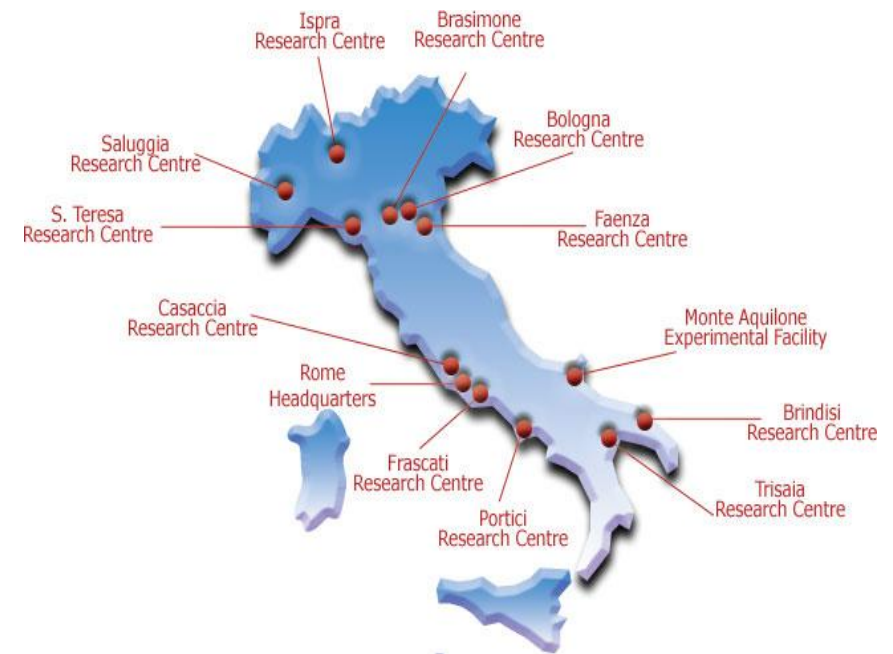 Ispra
Research Centre
Brasimone
Research Centre
Bologna
Research Centre
Saluggia
Research Centre
S. Teresa
Research Centre
Faenza
Research Centre
Casaccia
Research Centre
Monte Aquilone
Experimental Facility
Rome
Headquarters
Brindisi
Research Centre
Frascati
Research Centre
Trisaia
Research Centre
Portici
Research Centre